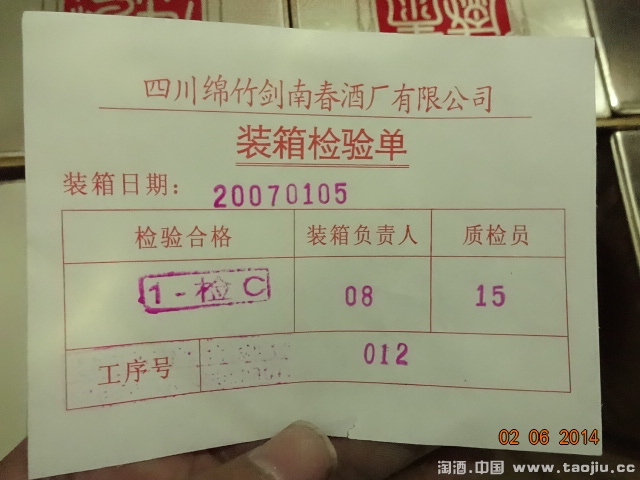 四川绵竹剑南春酒厂有限公司
装箱检验单
装箱日期: 20070105
检验合格 装箱负责人 质检员
1-检C 08 15
工序号 012
02 06 2014
淘酒.中国 www.taojiu.cc